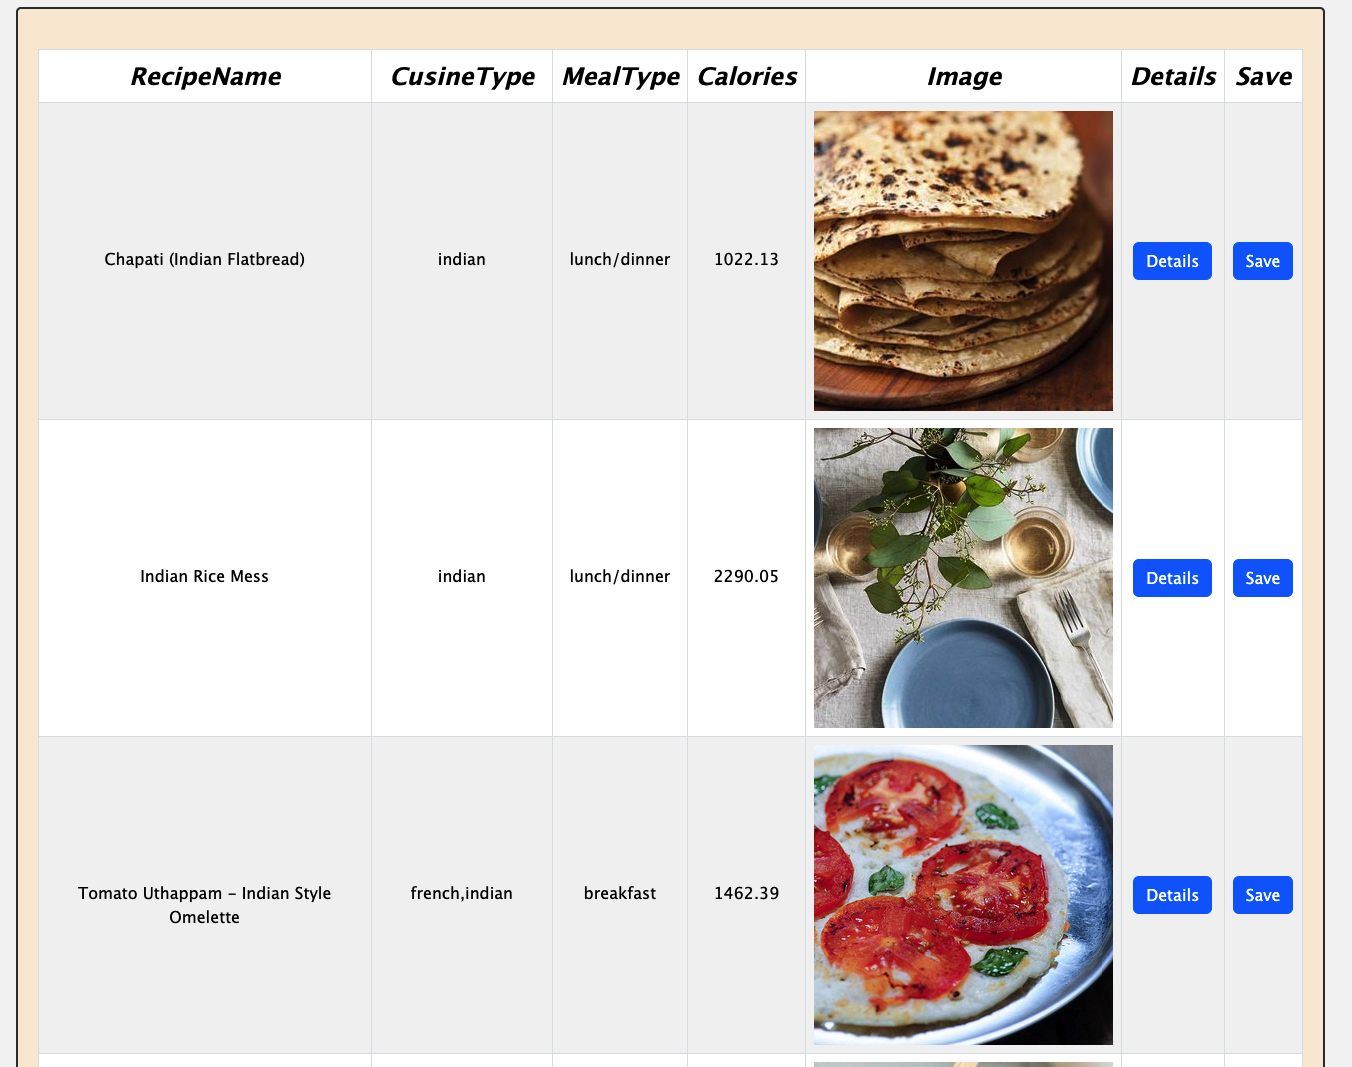 RecipeName CusineType MealType Calories Image Details Save
Chapati (Indian Flatbread) indian lunch/dinner 1022.13 Details Save
Indian Rice Mess indian lunch/dinner 2290.05 Details Save
Tomato Uthappam – Indian Style french,indian breakfast 1462.39 Details Save
Omelette